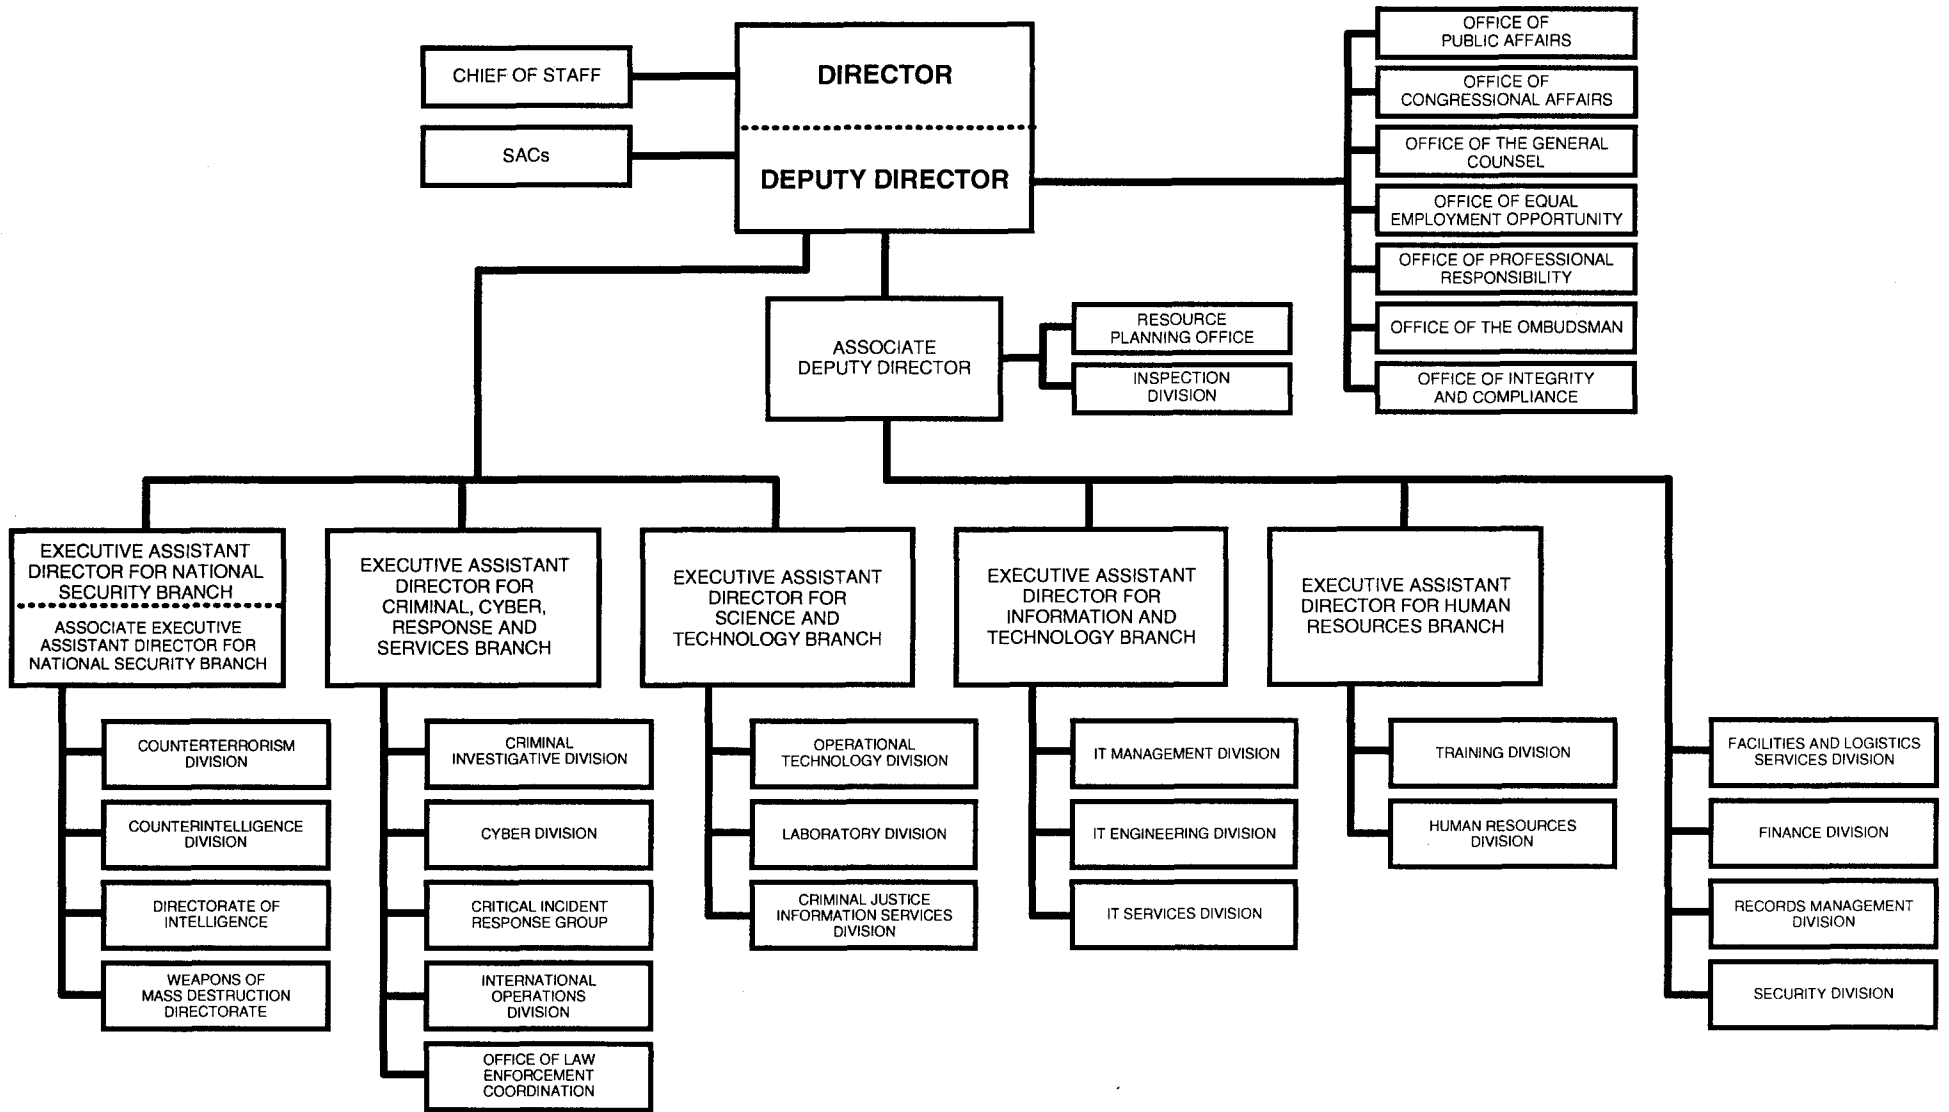 CHIEF OF STAFF
SACs
DIRECTOR
DEPUTY DIRECTOR
OFFICE OF
PUBLIC AFFAIRS
OFFICE OF
CONGRESSIONAL AFFAIRS
OFFICE OF THE GENERAL
COUNSEL
OFFICE OF EQUAL
EMPLOYMENT OPPORTUNITY
OFFICE OF PROFESSIONAL
RESPONSIBILITY
OFFICE OF THE OMBUDSMAN
OFFICE OF INTEGRITY
AND COMPLIANCE
ASSOCIATE
DEPUTY DIRECTOR
RESOURCE
PLANNING OFFICE
INSPECTION
DIVISION
EXECUTIVE ASSISTANT
DIRECTOR FOR NATIONAL
SECURITY BRANCH
ASSOCIATE EXECUTIVE
ASSISTANT DIRECTOR FOR
NATIONAL SECURITY BRANCH
COUNTERTERRORISM
DIVISION
COUNTERINTELLIGENCE
DIVISION
DIRECTORATE OF
INTELLIGENCE
WEAPONS OF
MASS DESTRUCTION
DIRECTORATE
EXECUTIVE ASSISTANT
DIRECTOR FOR
CRIMINAL, CYBER,
RESPONSE AND
SERVICES BRANCH
CRIMINAL
INVESTIGATIVE DIVISION
CYBER DIVISION
CRITICAL INCIDENT
RESPONSE GROUP
INTERNATIONAL
OPERATIONS
DIVISION
OFFICE OF LAW
ENFORCEMENT
COORDINATION
EXECUTIVE ASSISTANT
DIRECTOR FOR
SCIENCE AND
TECHNOLOGY BRANCH
OPERATIONAL
TECHNOLOGY DIVISION
LABORATORY DIVISION
CRIMINAL JUSTICE
INFORMATION SERVICES
DIVISION
EXECUTIVE ASSISTANT
DIRECTOR FOR
INFORMATION AND
TECHNOLOGY BRANCH
IT MANAGEMENT DIVISION
IT ENGINEERING DIVISION
IT SERVICES DIVISION
EXECUTIVE ASSISTANT
DIRECTOR FOR HUMAN
RESOURCES BRANCH
TRAINING DIVISION
HUMAN RESOURCES
DIVISION
FACILITIES AND LOGISTICS
SERVICES DIVISION
FINANCE DIVISION
RECORDS MANAGEMENT
DIVISION
SECURITY DIVISION